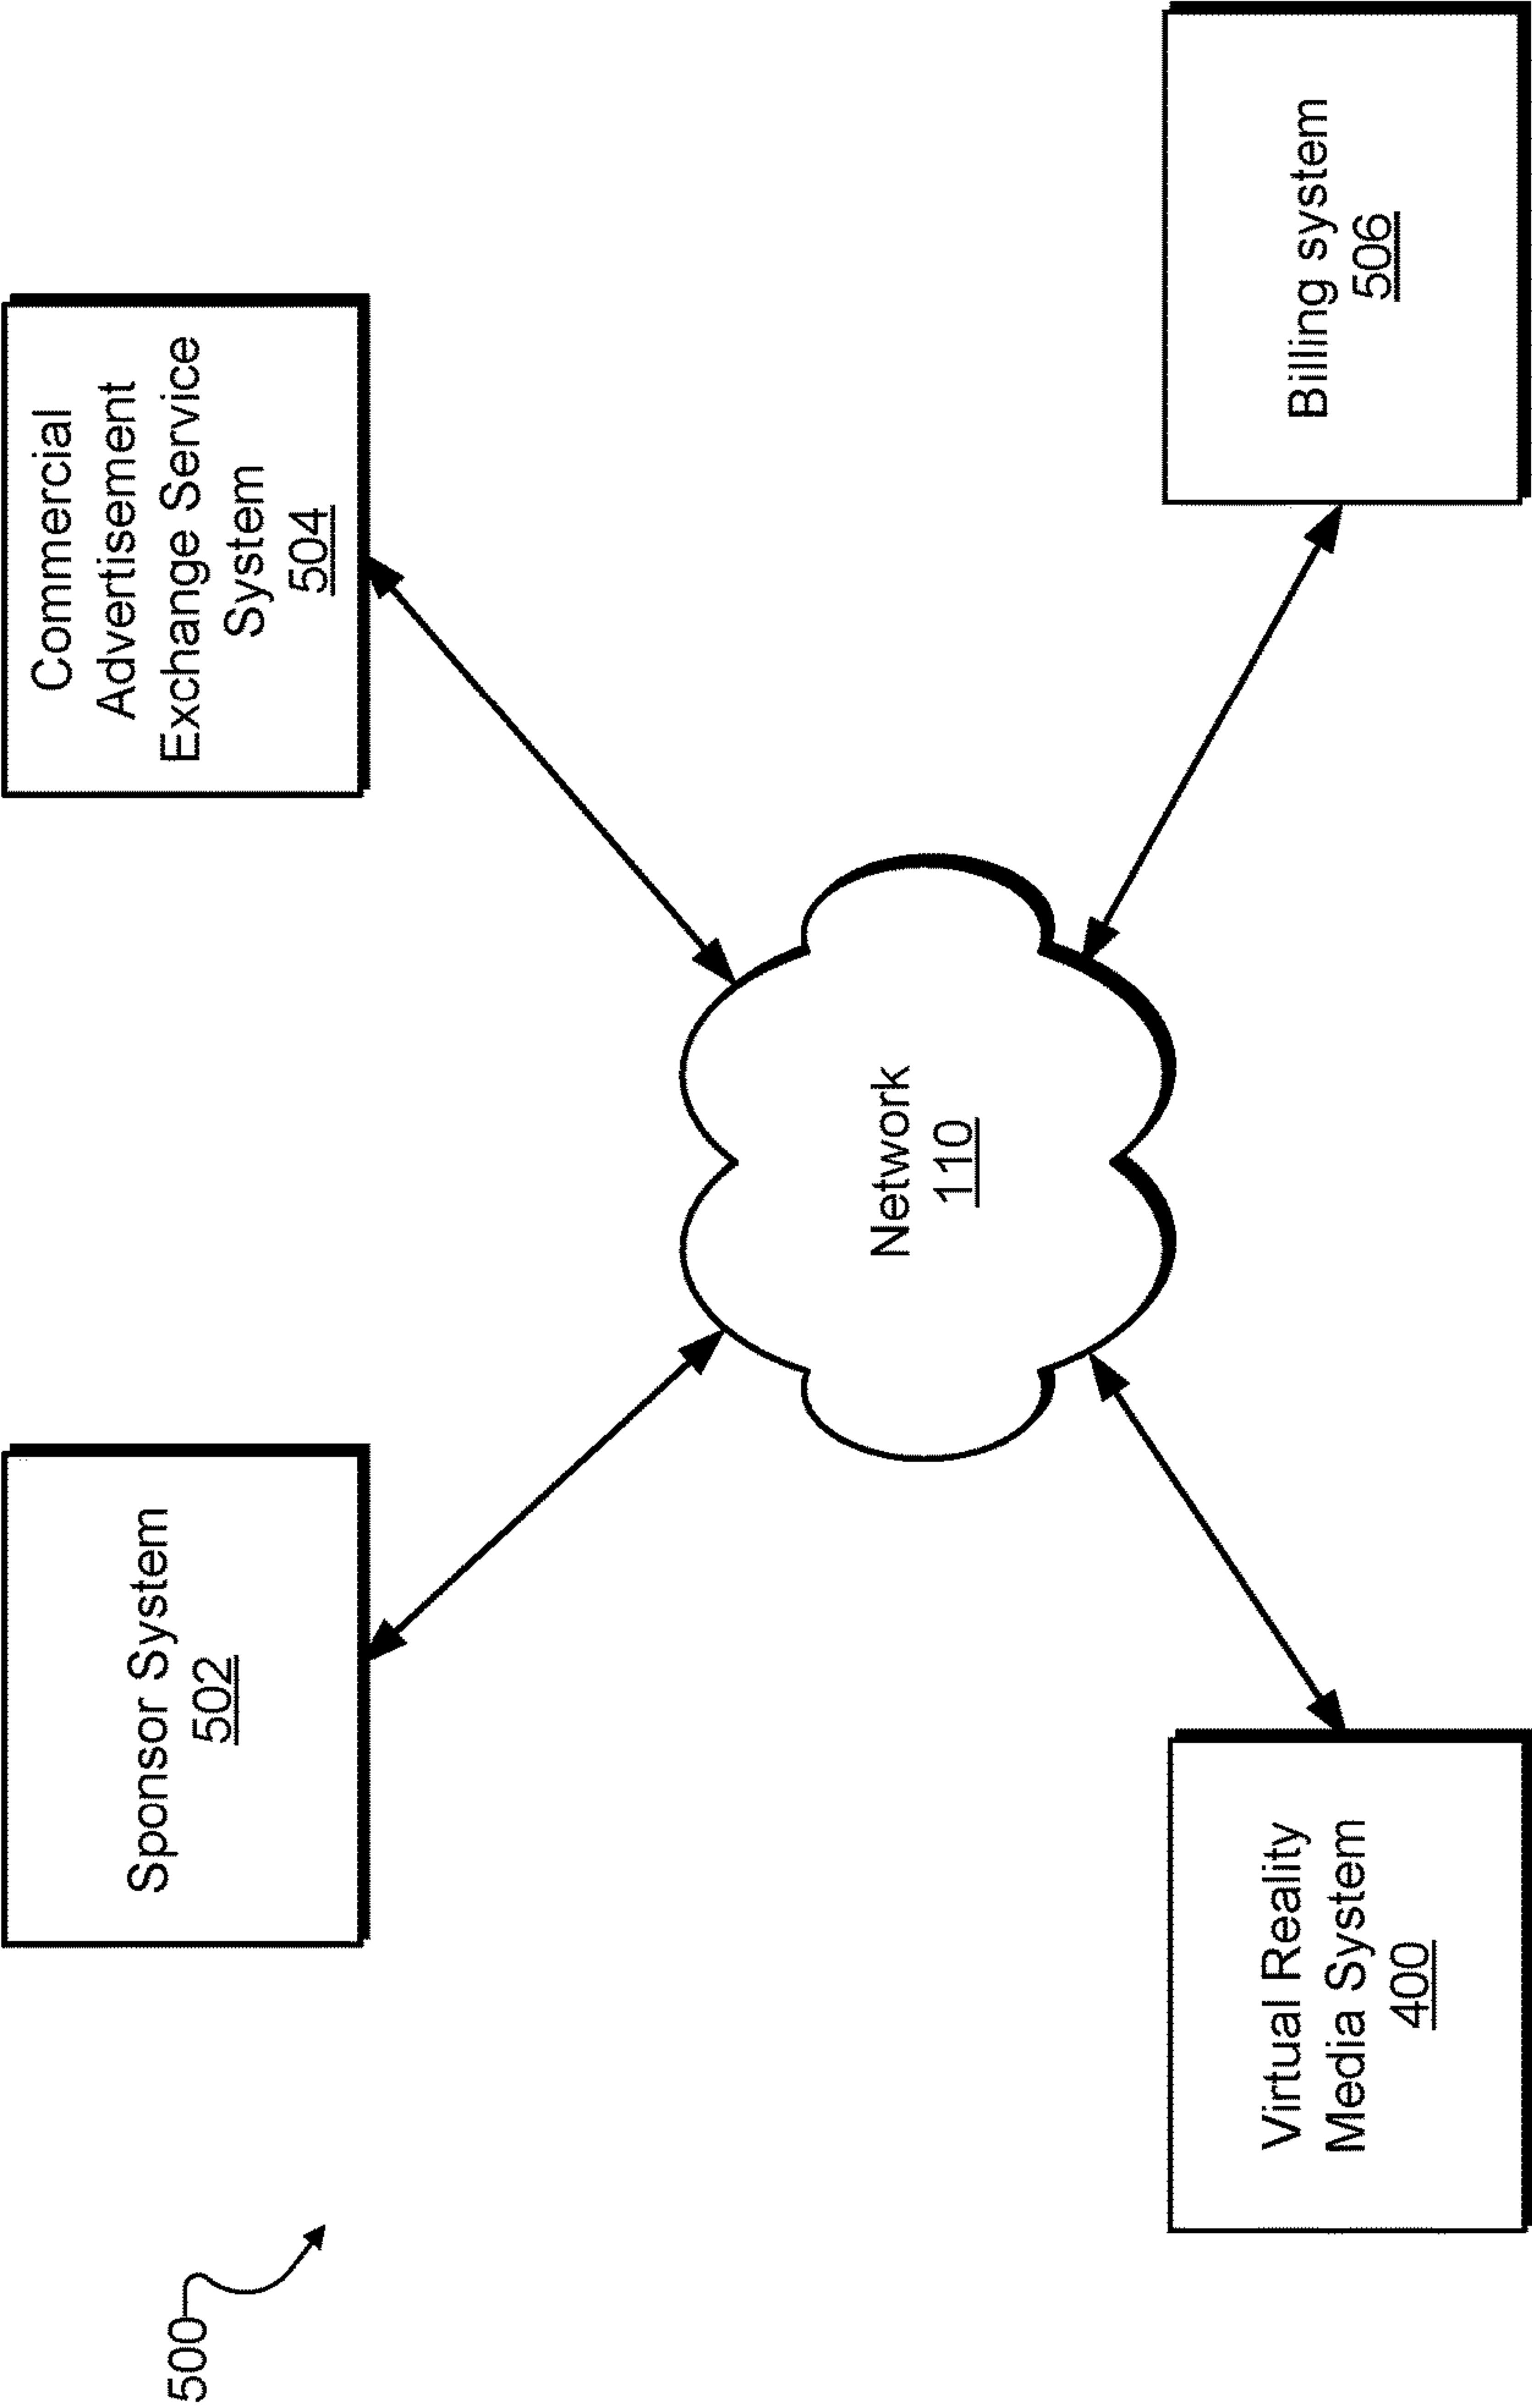 500
Sponsor System
502
Commercial
Advertisement
Exchange Service
System
504
Network
110
Virtual Reality
Media System
400
Billing system
506